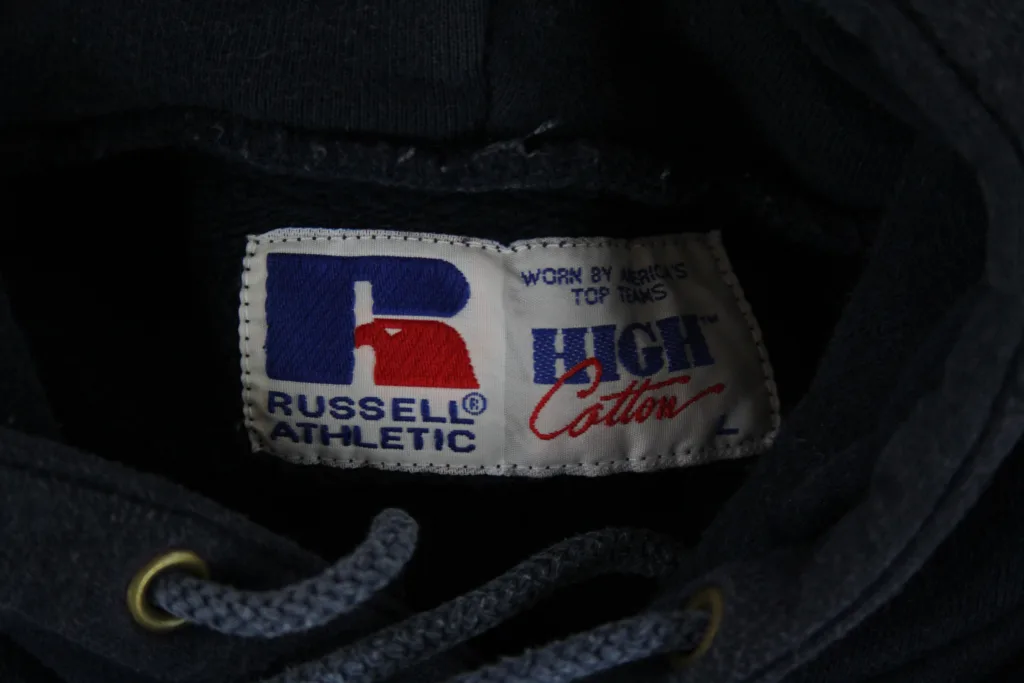 RUSSELL®
ATHLETIC
WORN BY AMERICA'S
TOP TEAMS
HIGH™
Cotton
L